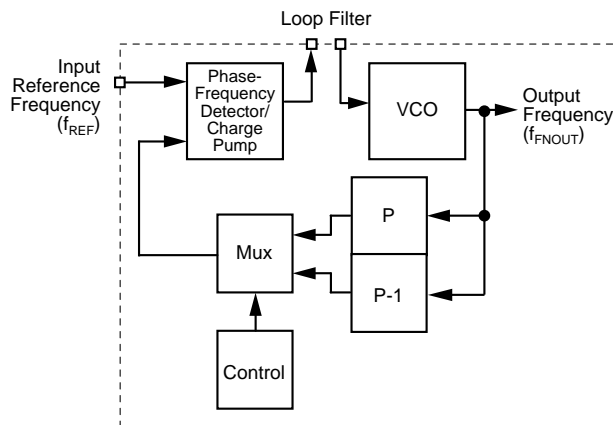 Loop Filter
Input
Reference
Frequency
(fREF)
Phase-
Frequency
Detector/
Charge
Pump
VCO
Output
Frequency
(fFNOUT)
Mux
P
P-1
Control